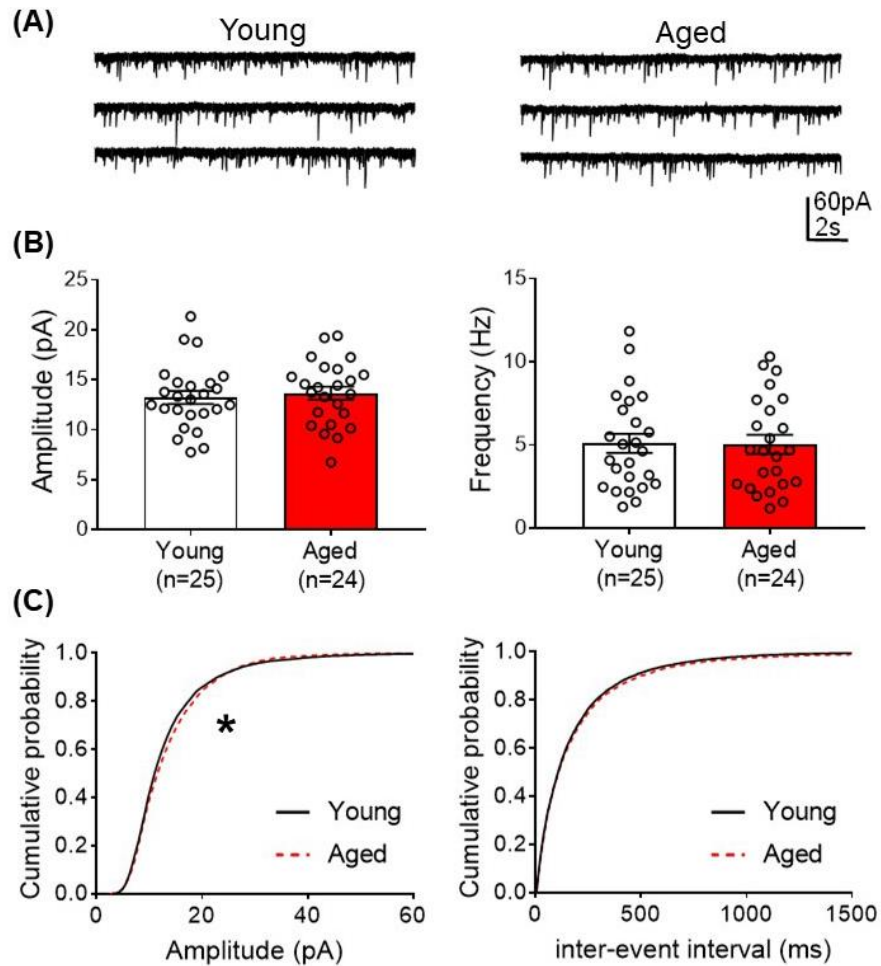 (A)
Young
Aged
60pA
2s
(B)
Amplitude (pA)
25
20
15
10
5
0
Young
(n=25)
Aged
(n=24)
Frequency (Hz)
15
10
5
0
Young
(n=25)
Aged
(n=24)
(C)
Cumulative probability
1.0
0.8
0.6
0.4
0.2
0.0
*
Young
Aged
0 20 40 60
Amplitude (pA)
Cumulative probability
1.0
0.8
0.6
0.4
0.2
0.0
Young
Aged
0 500 1000 1500
inter-event interval (ms)